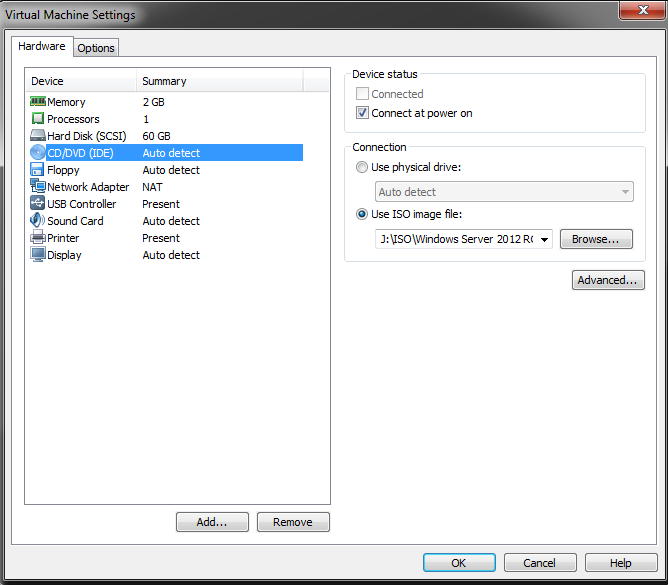 Virtual Machine Settings
Hardware
Options
Device Summary
Memory 2 GB
Processors 1
Hard Disk (SCSI) 60 GB
CD/DVD (IDE) Auto detect
Floppy Auto detect
Network Adapter NAT
USB Controller Present
Sound Card Auto detect
Printer Present
Display Auto detect
Add...
Remove
Device status
Connected
Connect at power on
Connection
Use physical drive:
Auto detect
Use ISO image file:
J:\ISO\Windows Server 2012 R
Browse...
Advanced...
OK
Cancel
Help